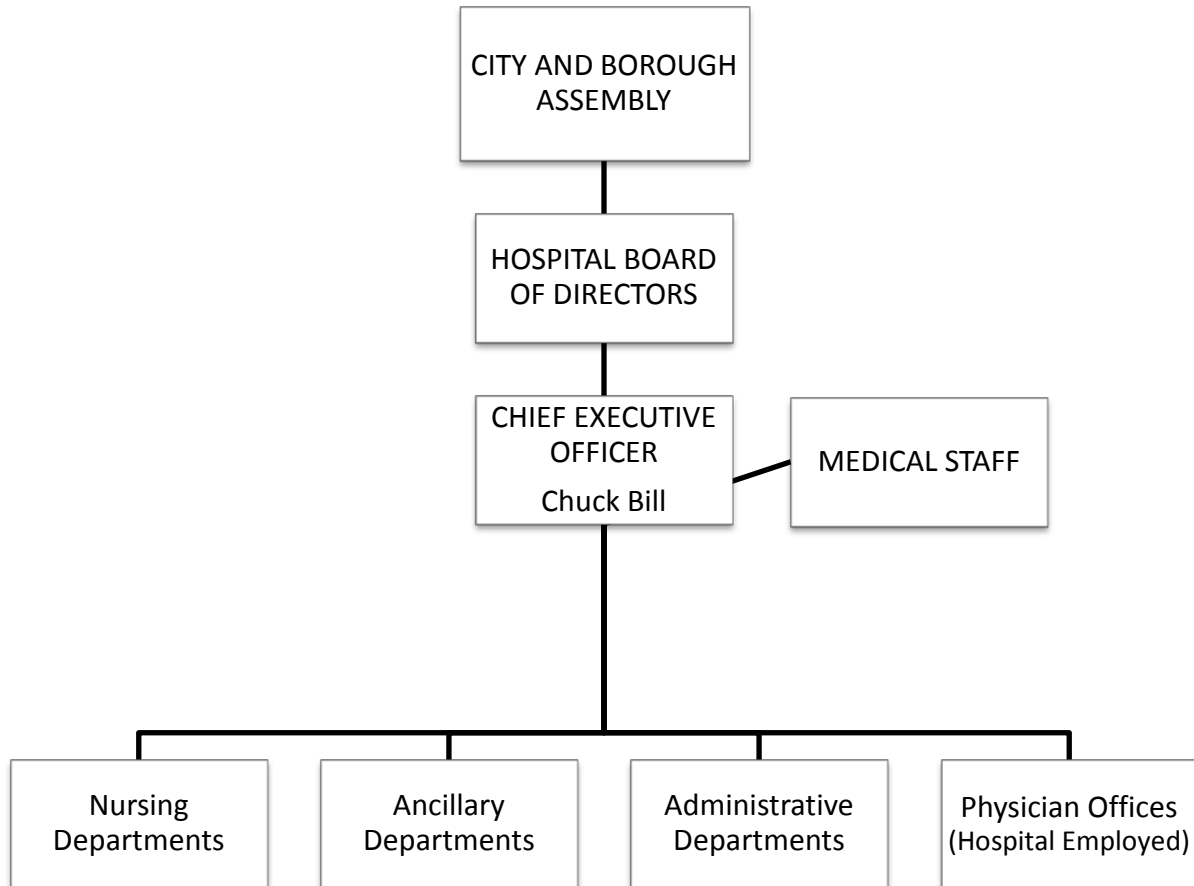 CITY AND BOROUGH
ASSEMBLY
HOSPITAL BOARD
OF DIRECTORS
CHIEF EXECUTIVE
OFFICER
Chuck Bill
MEDICAL STAFF
Nursing
Departments
Ancillary
Departments
Administrative
Departments
Physician Offices
(Hospital Employed)